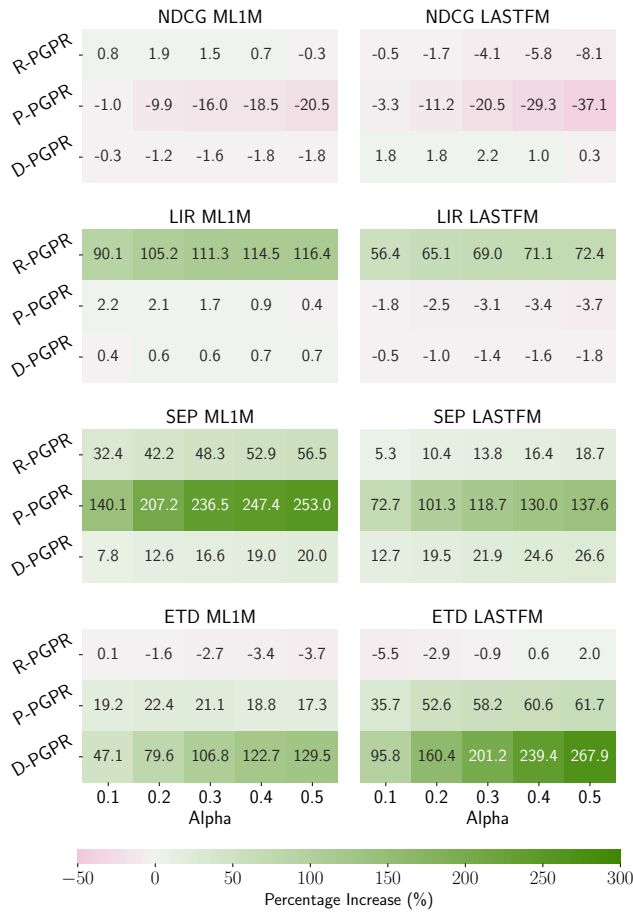 NDCG ML1M NDCG LASTFM
R-PGPR 0.8 1.9 1.5 0.7 -0.3 -0.5 -1.7 -4.1 -5.8 -8.1
P-PGPR -1.0 -9.9 -16.0 -18.5 -20.5 -3.3 -11.2 -20.5 -29.3 -37.1
D-PGPR -0.3 -1.2 -1.6 -1.8 -1.8 1.8 1.8 2.2 1.0 0.3
LIR ML1M LIR LASTFM
R-PGPR 90.1 105.2 111.3 114.5 116.4 56.4 65.1 69.0 71.1 72.4
P-PGPR 2.2 2.1 1.7 0.9 0.4 -1.8 -2.5 -3.1 -3.4 -3.7
D-PGPR 0.4 0.6 0.6 0.7 0.7 -0.5 -1.0 -1.4 -1.6 -1.8
SEP ML1M SEP LASTFM
R-PGPR 32.4 42.2 48.3 52.9 56.5 5.3 10.4 13.8 16.4 18.7
P-PGPR 140.1 207.2 236.5 247.4 253.0 72.7 101.3 118.7 130.0 137.6
D-PGPR 7.8 12.6 16.6 19.0 20.0 12.7 19.5 21.9 24.6 26.6
ETD ML1M ETD LASTFM
R-PGPR 0.1 -1.6 -2.7 -3.4 -3.7 -5.5 -2.9 -0.9 0.6 2.0
P-PGPR 19.2 22.4 21.1 18.8 17.3 35.7 52.6 58.2 60.6 61.7
D-PGPR 47.1 79.6 106.8 122.7 129.5 95.8 160.4 201.2 239.4 267.9
0.1 0.2 0.3 0.4 0.5 0.1 0.2 0.3 0.4 0.5
Alpha Alpha
−50 0 50 100 150 200 250 300
Percentage Increase (%)